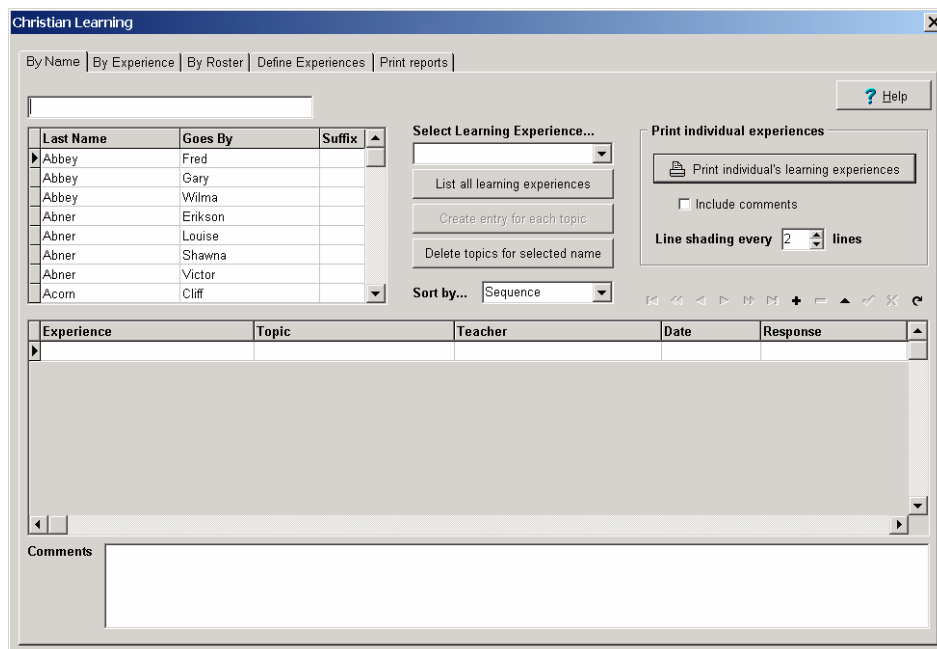 Christian Learning
By Name By Experience By Roster Define Experiences Print reports
Help
Last Name Goes By Suffix
Abbey Fred
Abbey Gary
Abbey Wilma
Abner Erikson
Abner Louise
Abner Shawna
Abner Victor
Acorn Cliff
Select Learning Experience...
List all learning experiences
Create entry for each topic
Delete topics for selected name
Sort by... Sequence
Print individual experiences
Print individual's learning experiences
Include comments
Line shading every 2 lines
Experience Topic Teacher Date Response
Comments